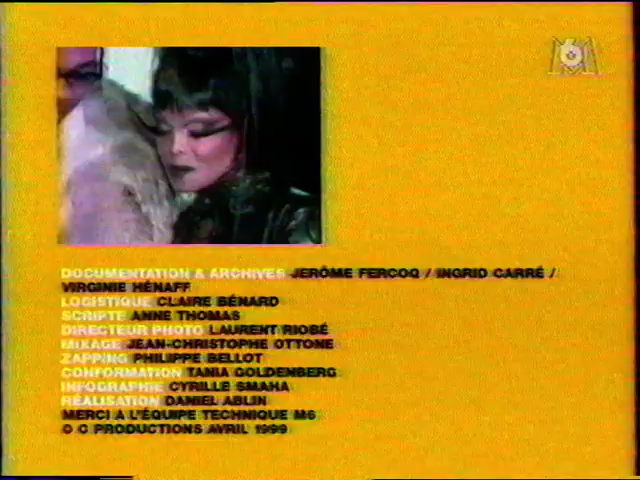 M6
DOCUMENTATION & ARCHIVES JERÔME FERCOQ / INGRID CARRÉ /
VIRGINIE HÉNAFF
LOGISTIQUE CLAIRE BÉNARD
SCRIPTE ANNE THOMAS
DIRECTEUR PHOTO LAURENT RIOBÉ
MIXAGE JEAN-CHRISTOPHE OTTONE
ZAPPING PHILIPPE BELLOT
CONFORMATION TANIA GOLDENBERG
INFOGRAPHIE CYRILLE SMAHA
RÉALISATION DANIEL ABLIN
MERCI A L'ÉQUIPE TECHNIQUE M6
© C PRODUCTIONS AVRIL 1999